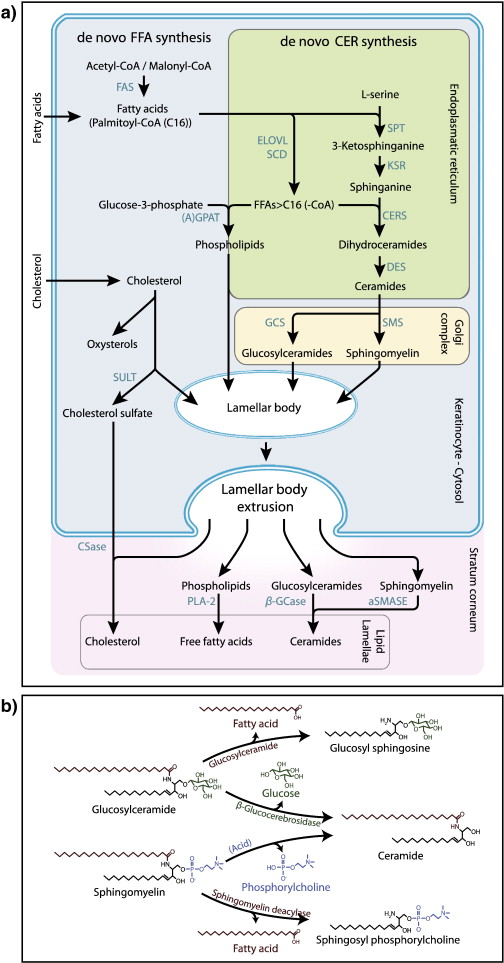 a)
de novo FFA synthesis
de novo CER synthesis
Acetyl-CoA / Malonyl-CoA
FAS
Fatty acids
Fatty acids
(Palmitoyl-CoA (C16))
L-serine
SPT
ELOVL
SCD
3-Ketosphinganine
KSR
Sphinganine
Endoplasmatic reticulum
Glucose-3-phosphate
(A)GPAT
FFAs>C16 (-CoA)
CERS
Phospholipids
Dihydroceramides
DES
Cholesterol
Cholesterol
Ceramides
GCS
SMS
Golgi
complex
Oxysterols
Glucosylceramides
Sphingomyelin
SULT
Cholesterol sulfate
Lamellar body
Keratinocyte - Cytosol
Lamellar body
extrusion
CSase
Stratum corneum
Phospholipids
Glucosylceramides
Sphingomyelin
PLA-2
β-GCase
aSMASE
Cholesterol
Free fatty acids
Ceramides
Lipid
Lamellae
b)
Fatty acid
Glucosylceramide
Glucosyl sphingosine
Glucose
Glucosylceramide
β-Glucocerebrosidase
Ceramide
(Acid)
Sphingomyelin
Phosphorylcholine
Sphingomyelin deacylase
Fatty acid
Sphingosyl phosphorylcholine